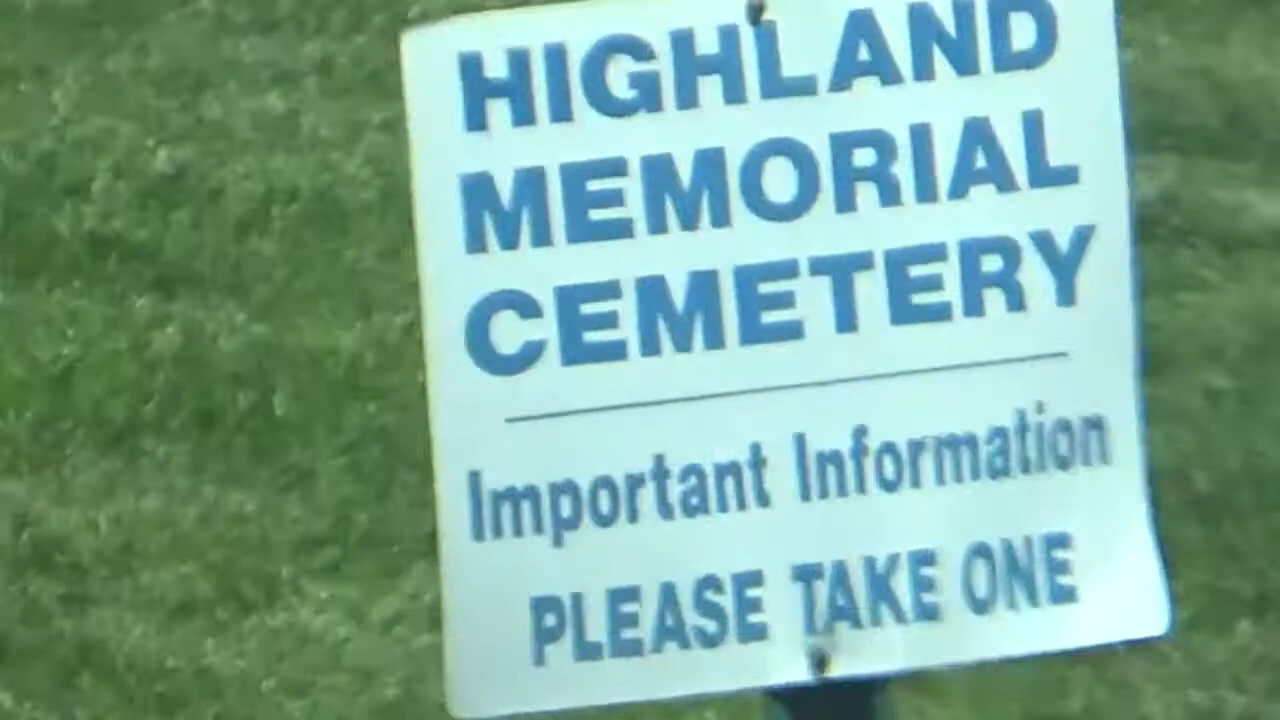 HIGHLAND
MEMORIAL
CEMETERY
Important Information
PLEASE TAKE ONE